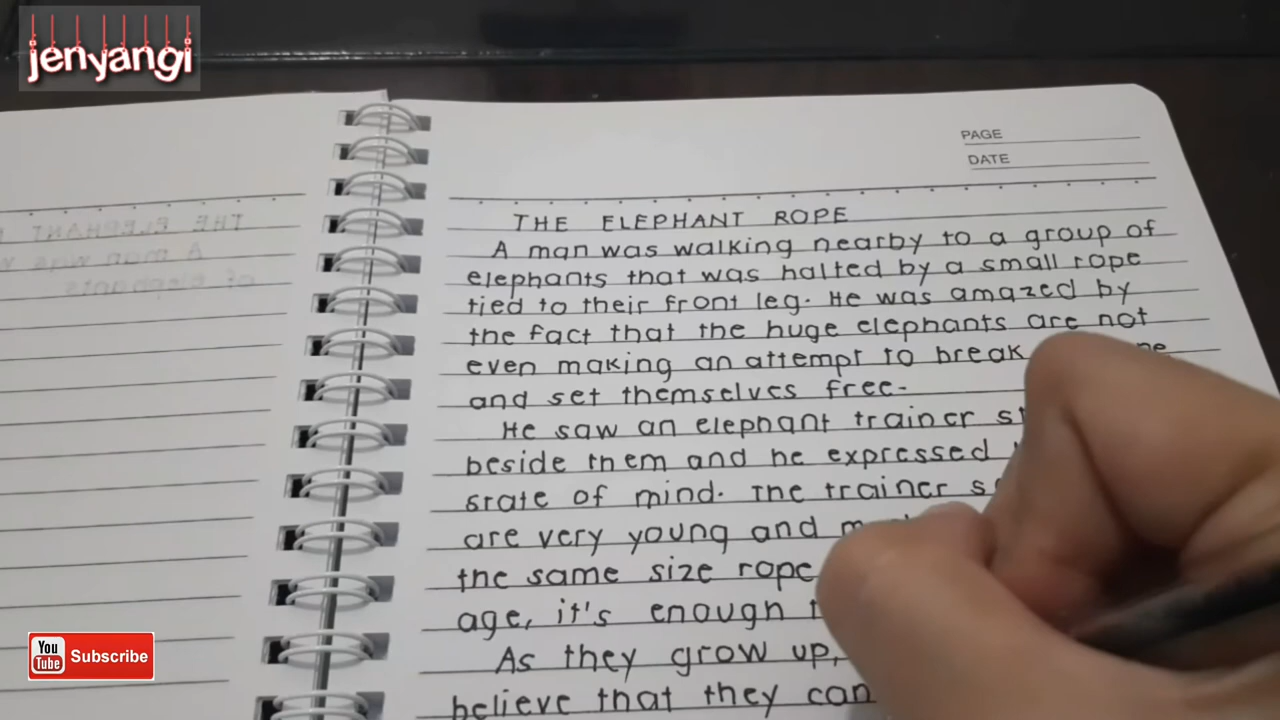 jenyangi
PAGE
DATE
THE ELEPHANT ROPE
A man was walking nearby to a group of
elephants that was halted by a small rope
tied to their front leg. He was amazed by
the fact that the huge elephants are not
even making an attempt to break
and set themselves free.
He saw an elephant trainer
beside them and he expressed
state of mind. The trainer
are very young and
the same size rope
age, it's enough
As they grow up,
believe that they can
You Tube Subscribe